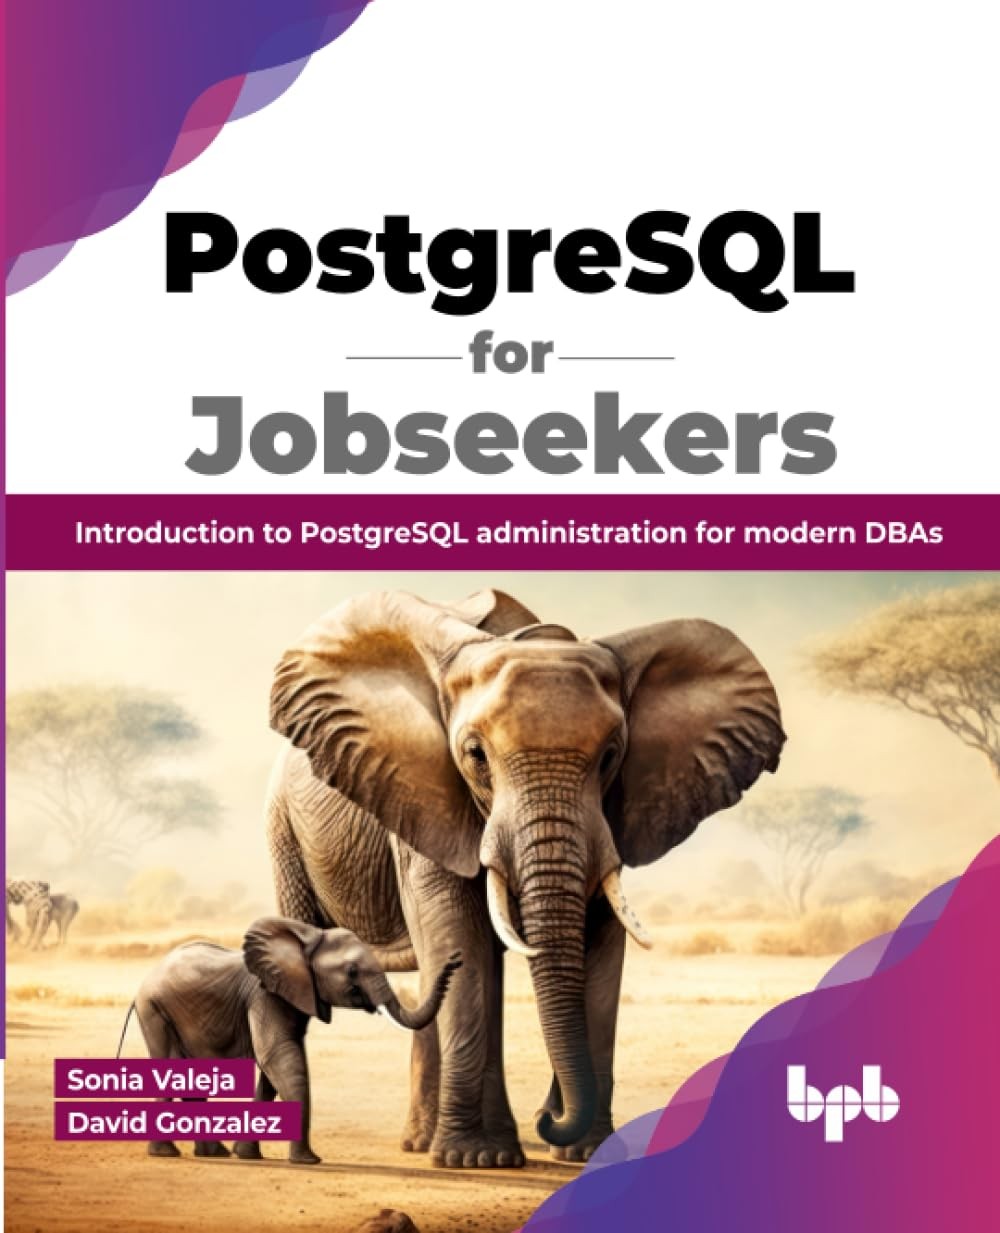 PostgreSQL
for
Jobseekers
Introduction to PostgreSQL administration for modern DBAs
Sonia Valeja
David Gonzalez
bpb